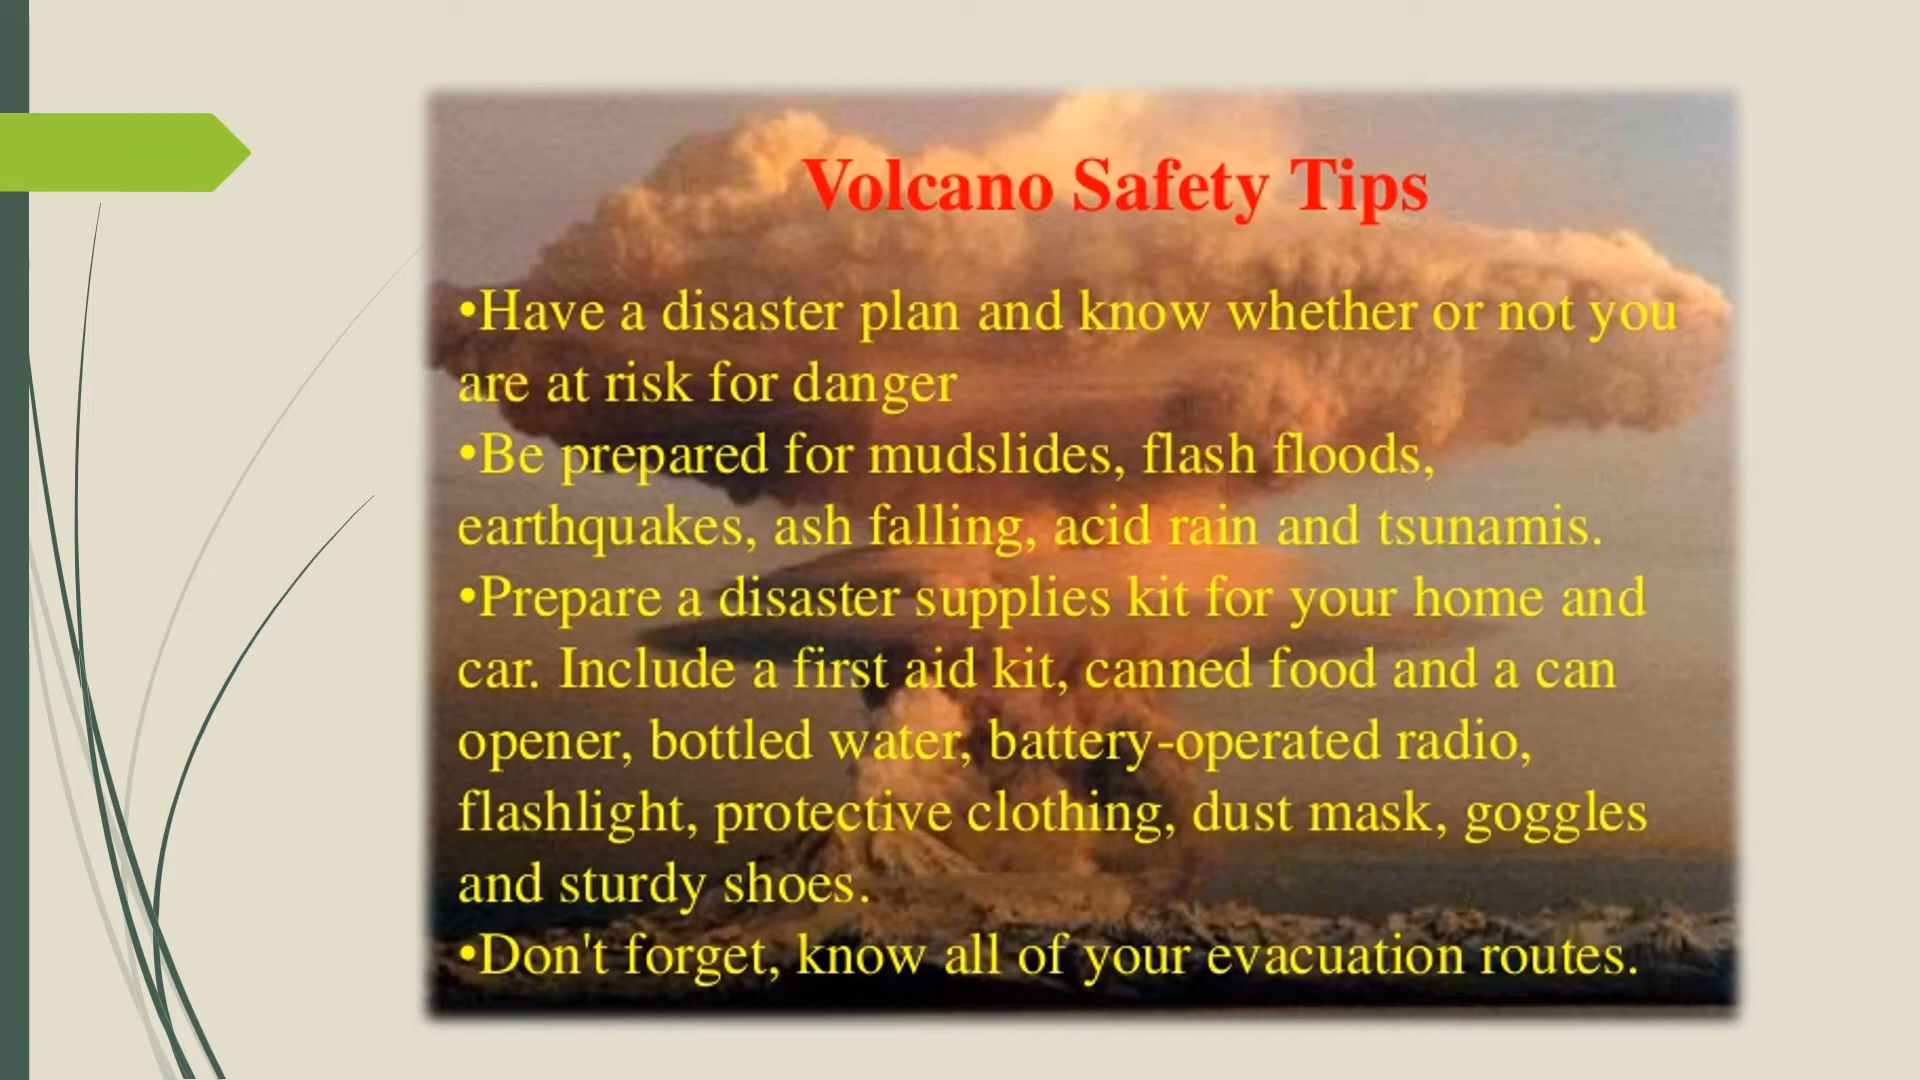 Volcano Safety Tips
•Have a disaster plan and know whether or not you
are at risk for danger
•Be prepared for mudslides, flash floods,
earthquakes, ash falling, acid rain and tsunamis.
•Prepare a disaster supplies kit for your home and
car. Include a first aid kit, canned food and a can
opener, bottled water, battery-operated radio,
flashlight, protective clothing, dust mask, goggles
and sturdy shoes.
•Don't forget, know all of your evacuation routes.